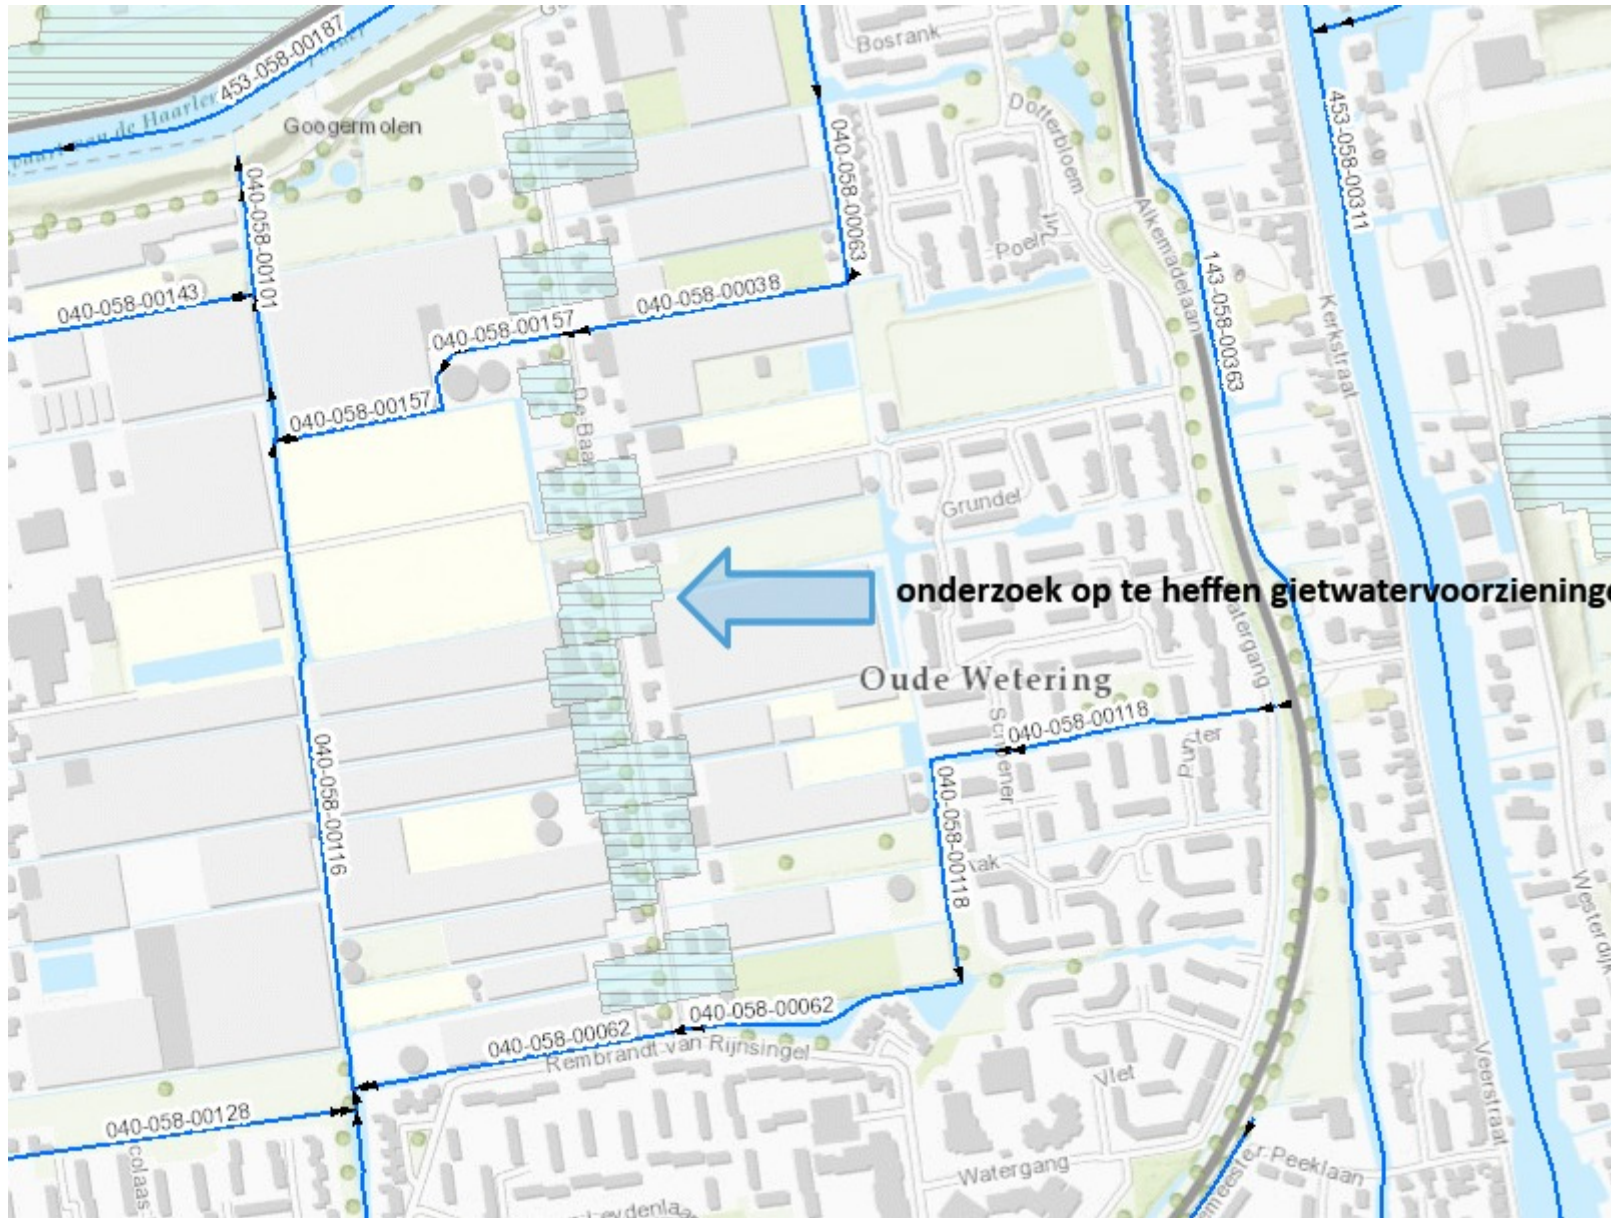 453-058-00187
Bosrank
Googermolen
Dotterbloem
040-058-00101
040-058-00063
453-058-00311
Alkemadelaan
040-058-00143
040-058-00038
040-058-00157
143-058-00363
Kerkstraat
040-058-00157
De Baan
Grundel
onderzoek op te heffen gietwatervoorzieninge
Oude Wetering
040-058-00118
040-058-00116
040-058-00118
Westerdijk
040-058-00062
040-058-00062
Rembrandt van Rijnsingel
Vlet
Veerstraat
040-058-00128
Watergang
Peeklaan